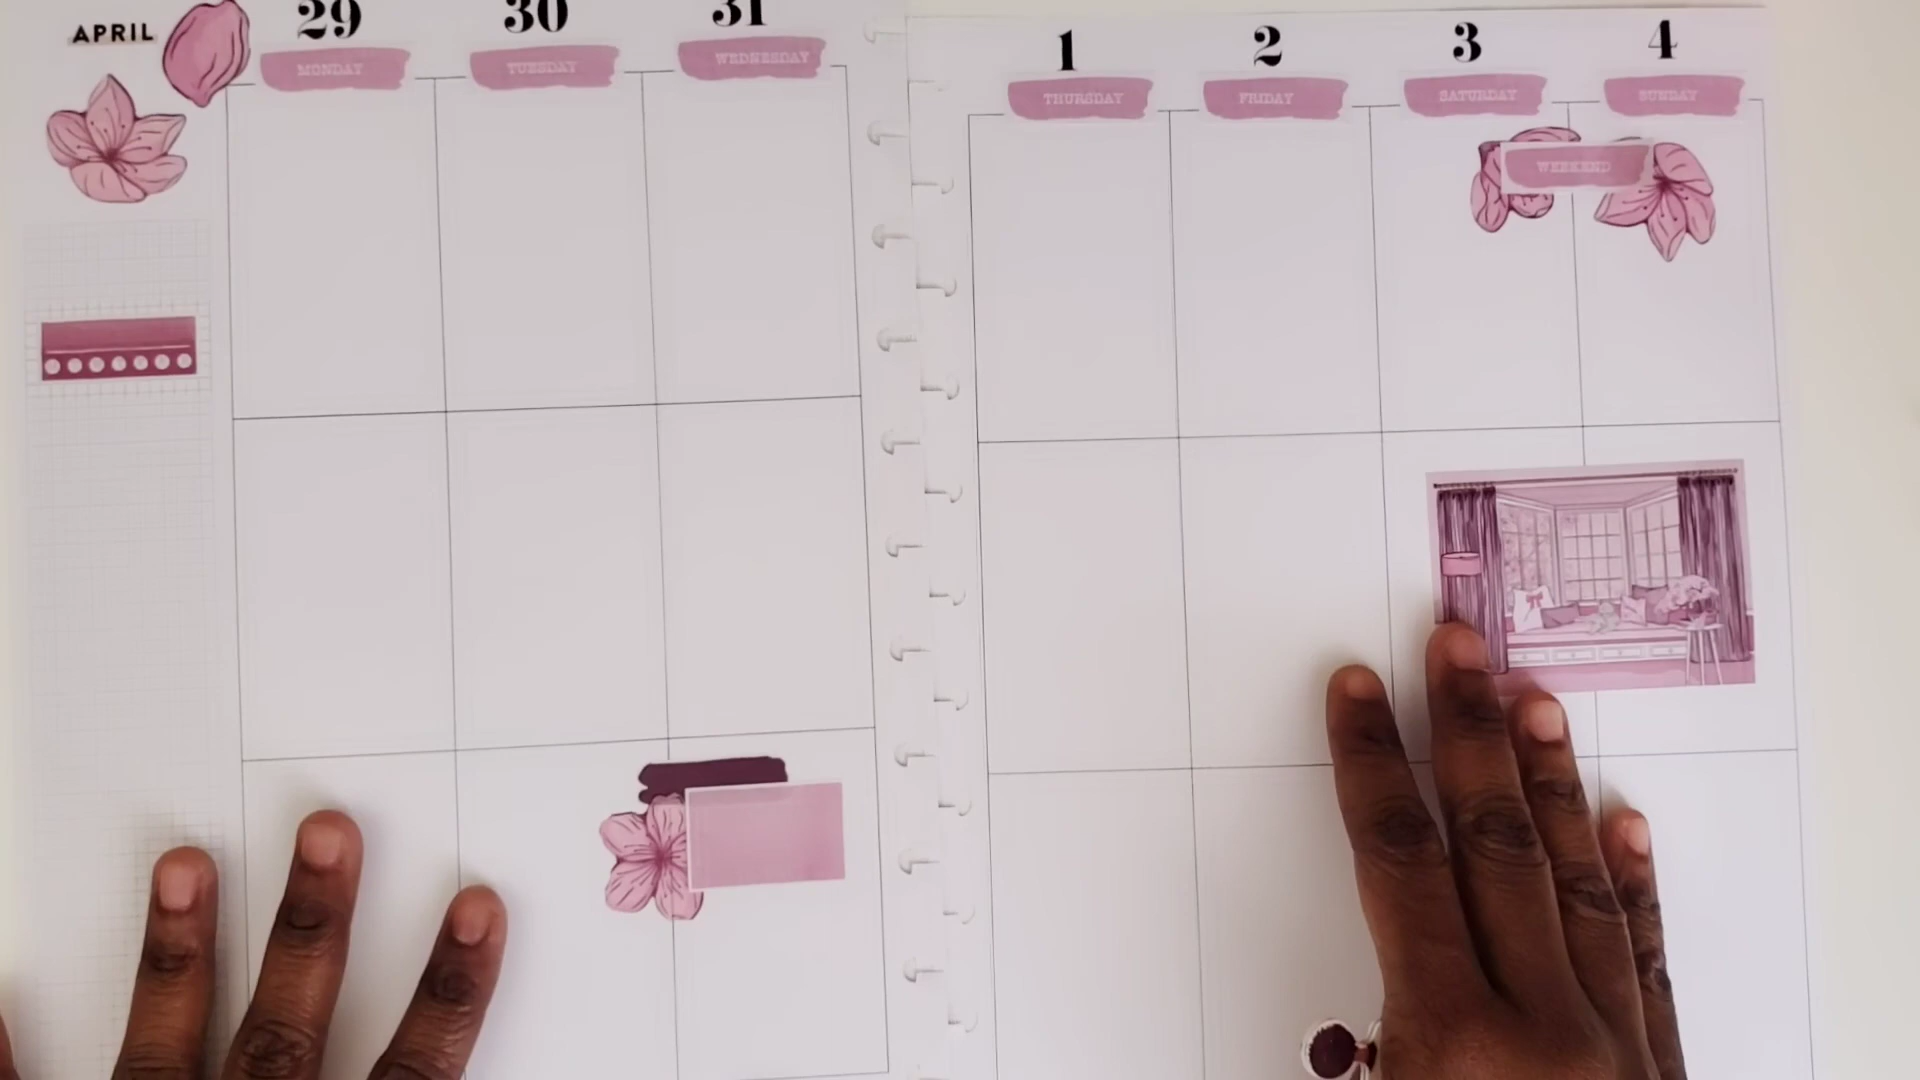 APRIL
29 30 31
MONDAY TUESDAY WEDNESDAY
1 2 3 4
THURSDAY FRIDAY SATURDAY SUNDAY
WEEKEND